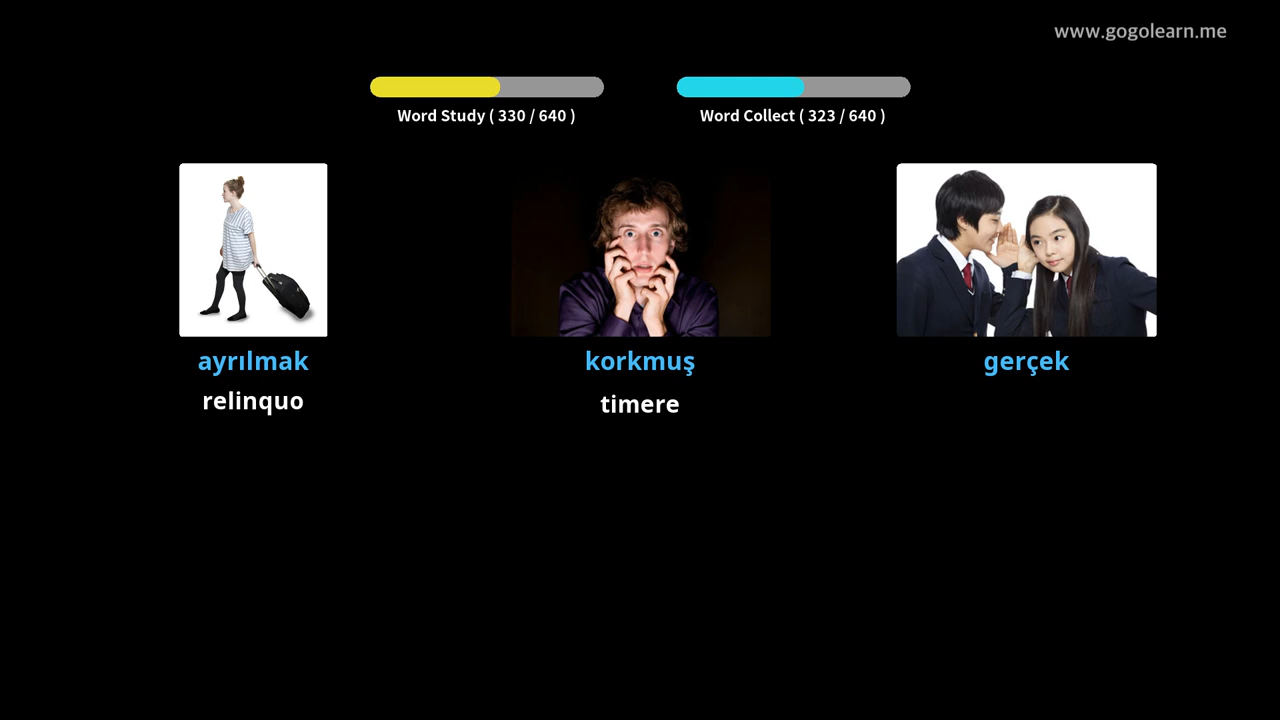 www.gogolearn.me
Word Study ( 330 / 640 )
Word Collect ( 323 / 640 )
ayrılmak
korkmuş
gerçek
relinquo
timere